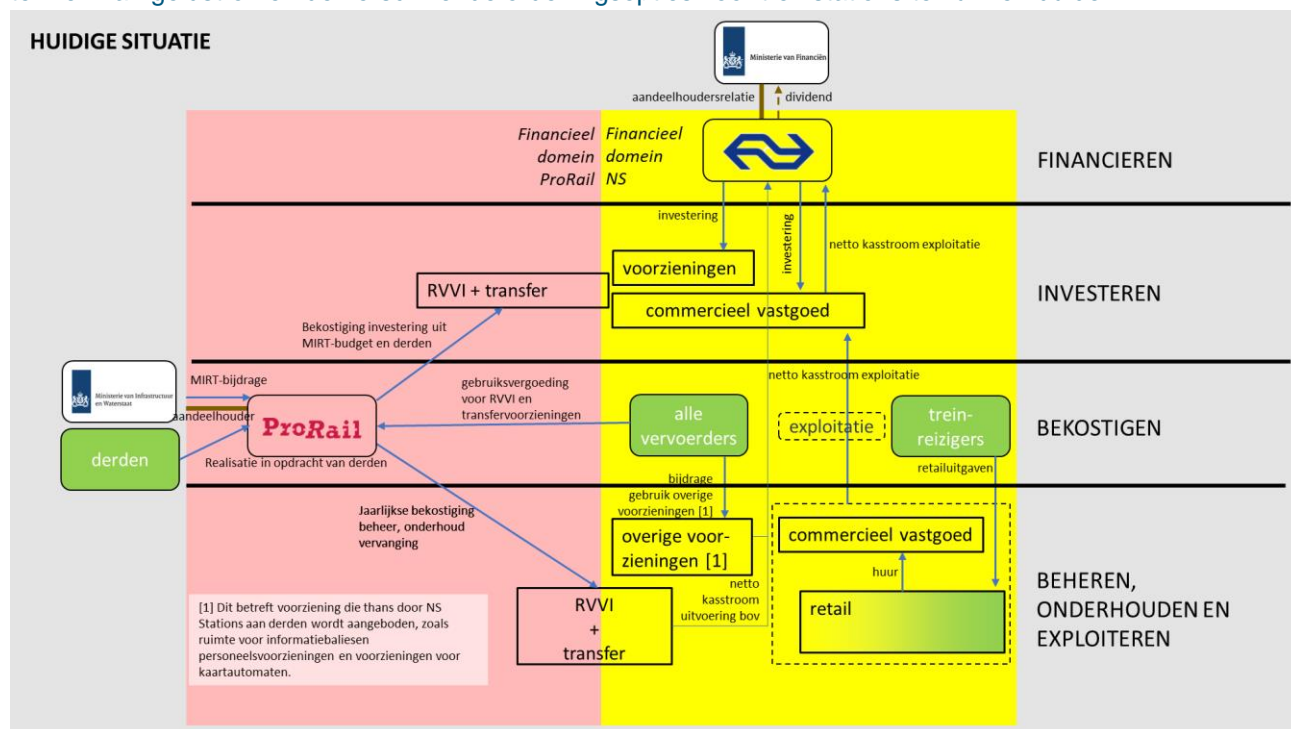 HUIDIGE SITUATIE
Ministerie van Financiën
aandeelhoudersrelatie
dividend
Financieel
domein
ProRail
Financieel
domein
NS
FINANCIEREN
investering
investering
netto kasstroom exploitatie
voorzieningen
RVVI + transfer
commercieel vastgoed
INVESTEREN
Bekostiging investering uit
MIRT-budget en derden
netto kasstroom exploitatie
Ministerie van Infrastructuur
en Waterstaat
MIRT-bijdrage
aandeelhouder
ProRail
gebruiksvergoeding
voor RVVI en
transfervoorzieningen
alle
vervoerders
exploitatie
trein-
reizigers
BEKOSTIGEN
derden
Realisatie in opdracht van derden
retailuitgaven
bijdrage
gebruik overige
voorzieningen [1]
Jaarlijkse bekostiging
beheer, onderhoud
vervanging
overige voor-
zieningen [1]
commercieel vastgoed
huur
netto
kasstroom
uitvoering bov
RVVI
+
transfer
retail
BEHEREN,
ONDERHOUDEN EN
EXPLOITEREN
[1] Dit betreft voorziening die thans door NS
Stations aan derden wordt aangeboden, zoals
ruimte voor informatiebaliesen
personeelsvoorzieningen en voorzieningen voor
kaartautomaten.